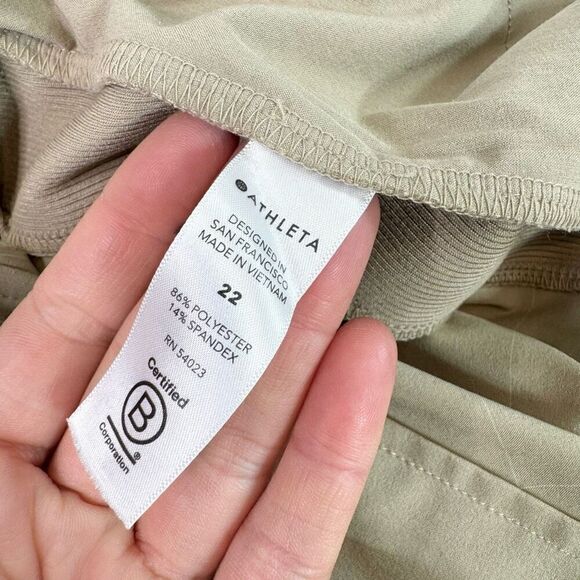 ATHLETA
DESIGNED IN
SAN FRANCISCO
MADE IN VIETNAM
22
86% POLYESTER
14% SPANDEX
RN 54023
Certified
B
Corporation